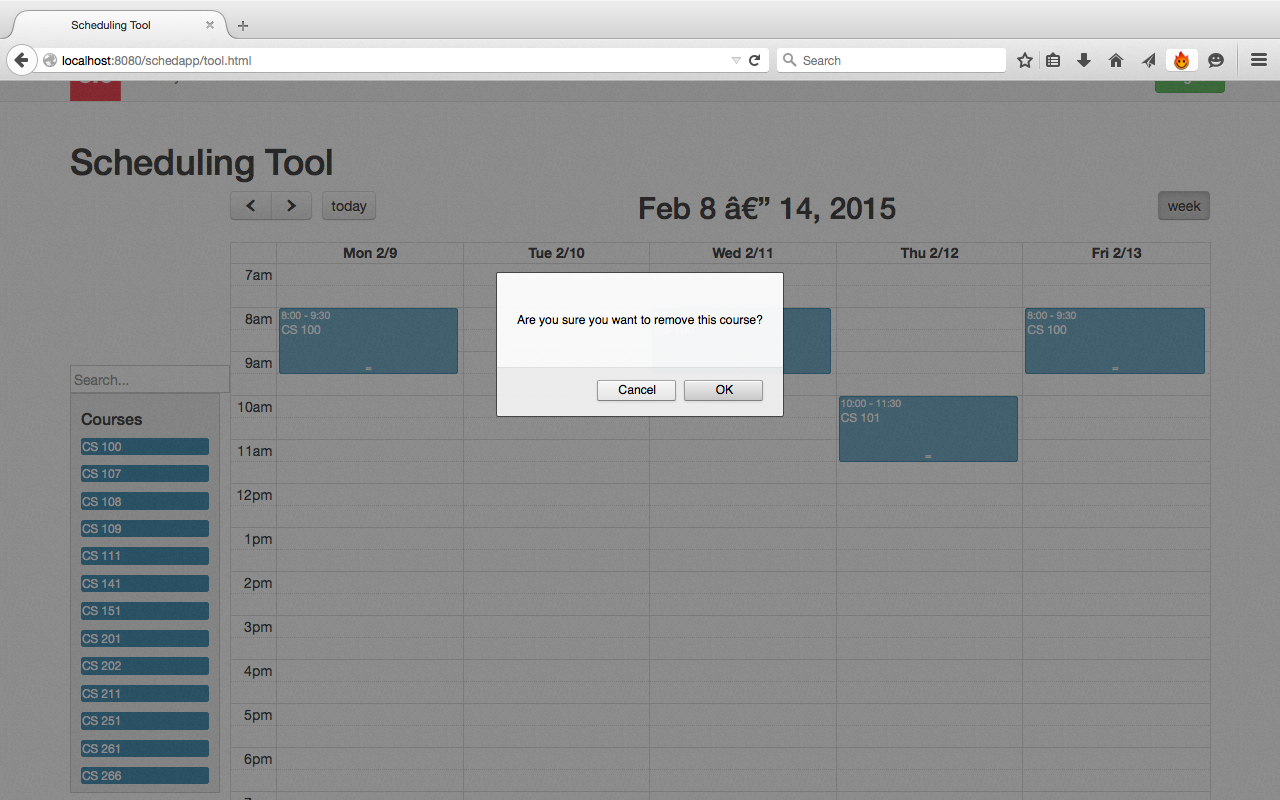 Scheduling Tool
localhost:8080/schedapp/tool.html
Search
Scheduling Tool
today
Feb 8 â€” 14, 2015
week
Mon 2/9
Tue 2/10
Wed 2/11
Thu 2/12
Fri 2/13
7am
8am
9am
10am
11am
12pm
1pm
2pm
3pm
4pm
5pm
6pm
8:00 - 9:30
CS 100
8:00 - 9:30
CS 100
10:00 - 11:30
CS 101
Are you sure you want to remove this course?
Cancel
OK
Search...
Courses
CS 100
CS 107
CS 108
CS 109
CS 111
CS 141
CS 151
CS 201
CS 202
CS 211
CS 251
CS 261
CS 266